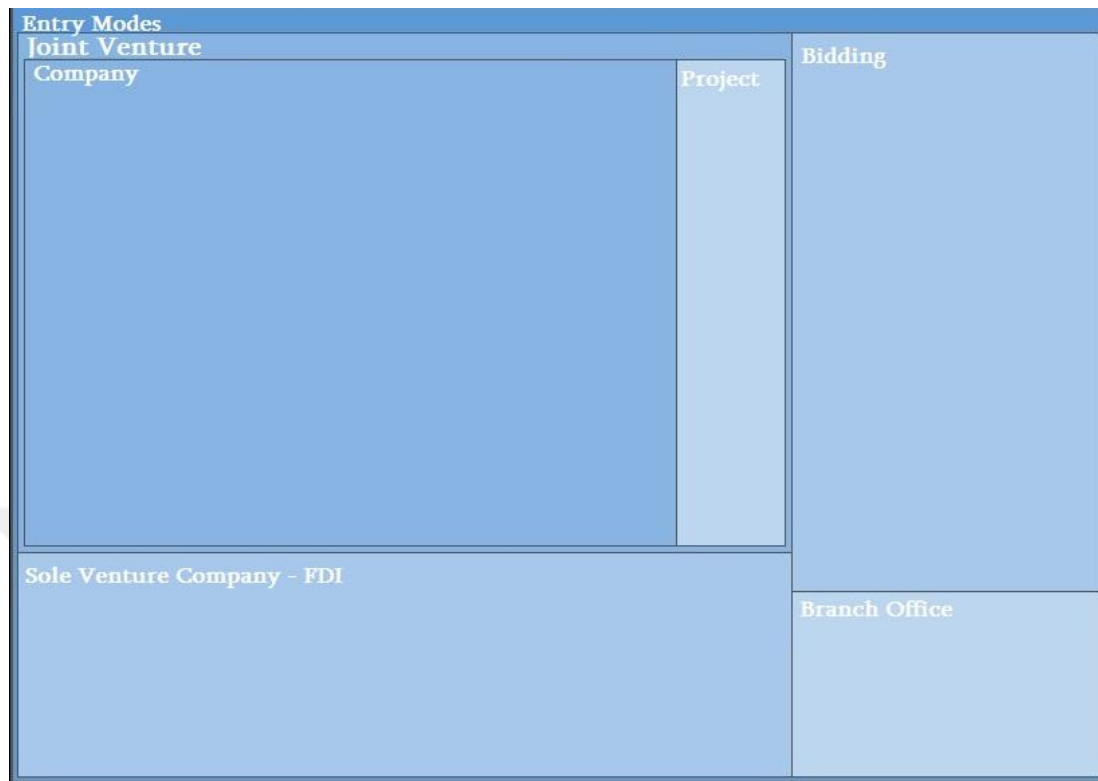 Entry Modes
Joint Venture
Company
Project
Bidding
Sole Venture Company - FDI
Branch Office